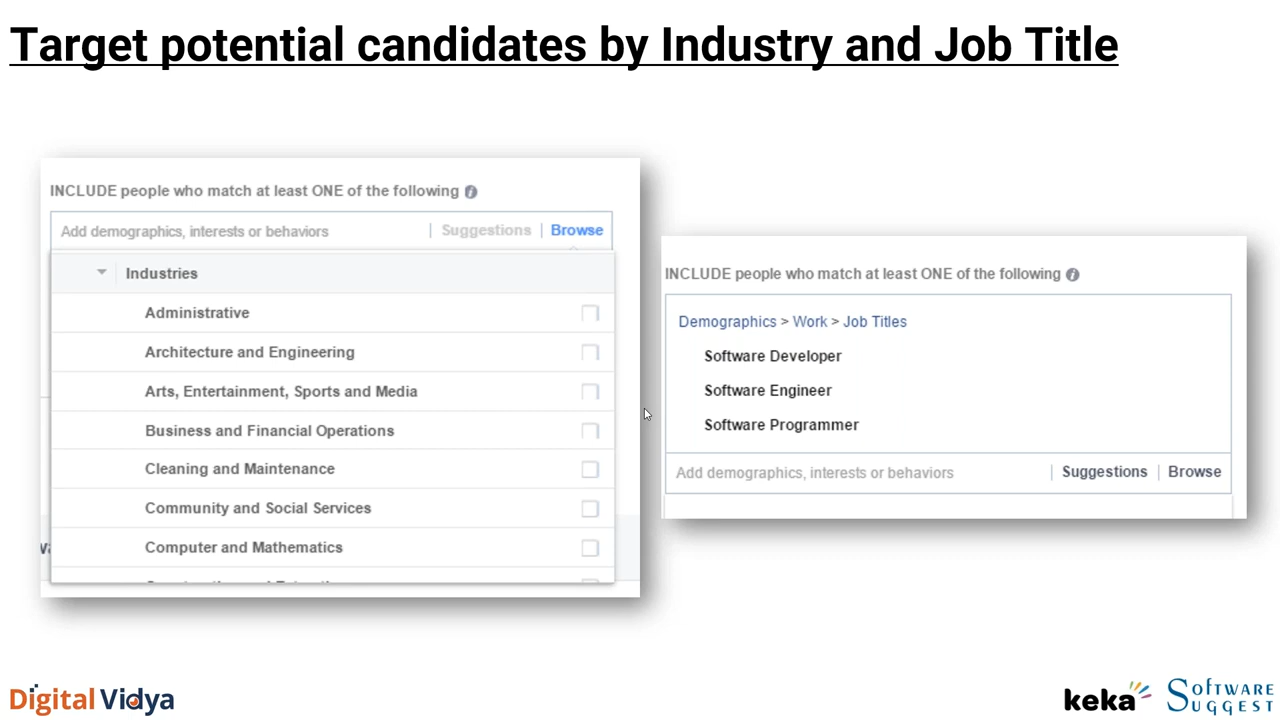 Target potential candidates by Industry and Job Title
INCLUDE people who match at least ONE of the following
Add demographics, interests or behaviors | Suggestions | Browse
Industries
Administrative
Architecture and Engineering
Arts, Entertainment, Sports and Media
Business and Financial Operations
Cleaning and Maintenance
Community and Social Services
Computer and Mathematics
INCLUDE people who match at least ONE of the following
Demographics > Work > Job Titles
Software Developer
Software Engineer
Software Programmer
Add demographics, interests or behaviors | Suggestions | Browse
Digital Vidya
keka
SOFTWARE
SUGGEST